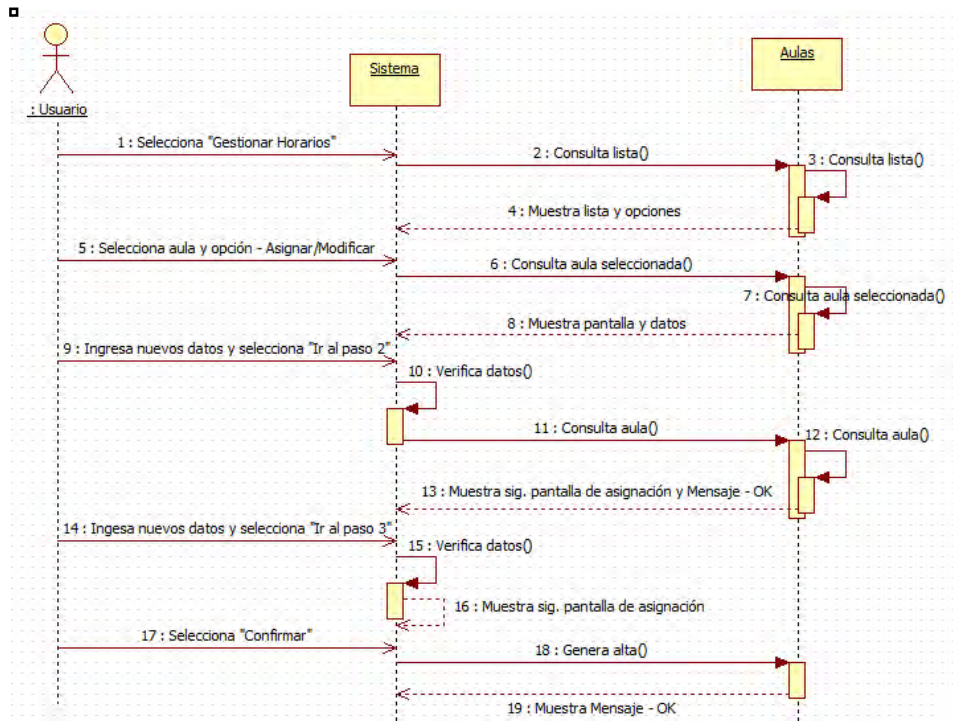 Sistema
Aulas
: Usuario
1 : Selecciona "Gestionar Horarios"
2 : Consulta lista()
3 : Consulta lista()
4 : Muestra lista y opciones
5 : Selecciona aula y opción - Asignar/Modificar
6 : Consulta aula seleccionada()
7 : Consulta aula seleccionada()
8 : Muestra pantalla y datos
9 : Ingresa nuevos datos y selecciona "Ir al paso 2"
10 : Verifica datos()
11 : Consulta aula()
12 : Consulta aula()
13 : Muestra sig. pantalla de asignación y Mensaje - OK
14 : Ingesa nuevos datos y selecciona "Ir al paso 3"
15 : Verifica datos()
16 : Muestra sig. pantalla de asignación
17 : Selecciona "Confirmar"
18 : Genera alta()
19 : Muestra Mensaje - OK